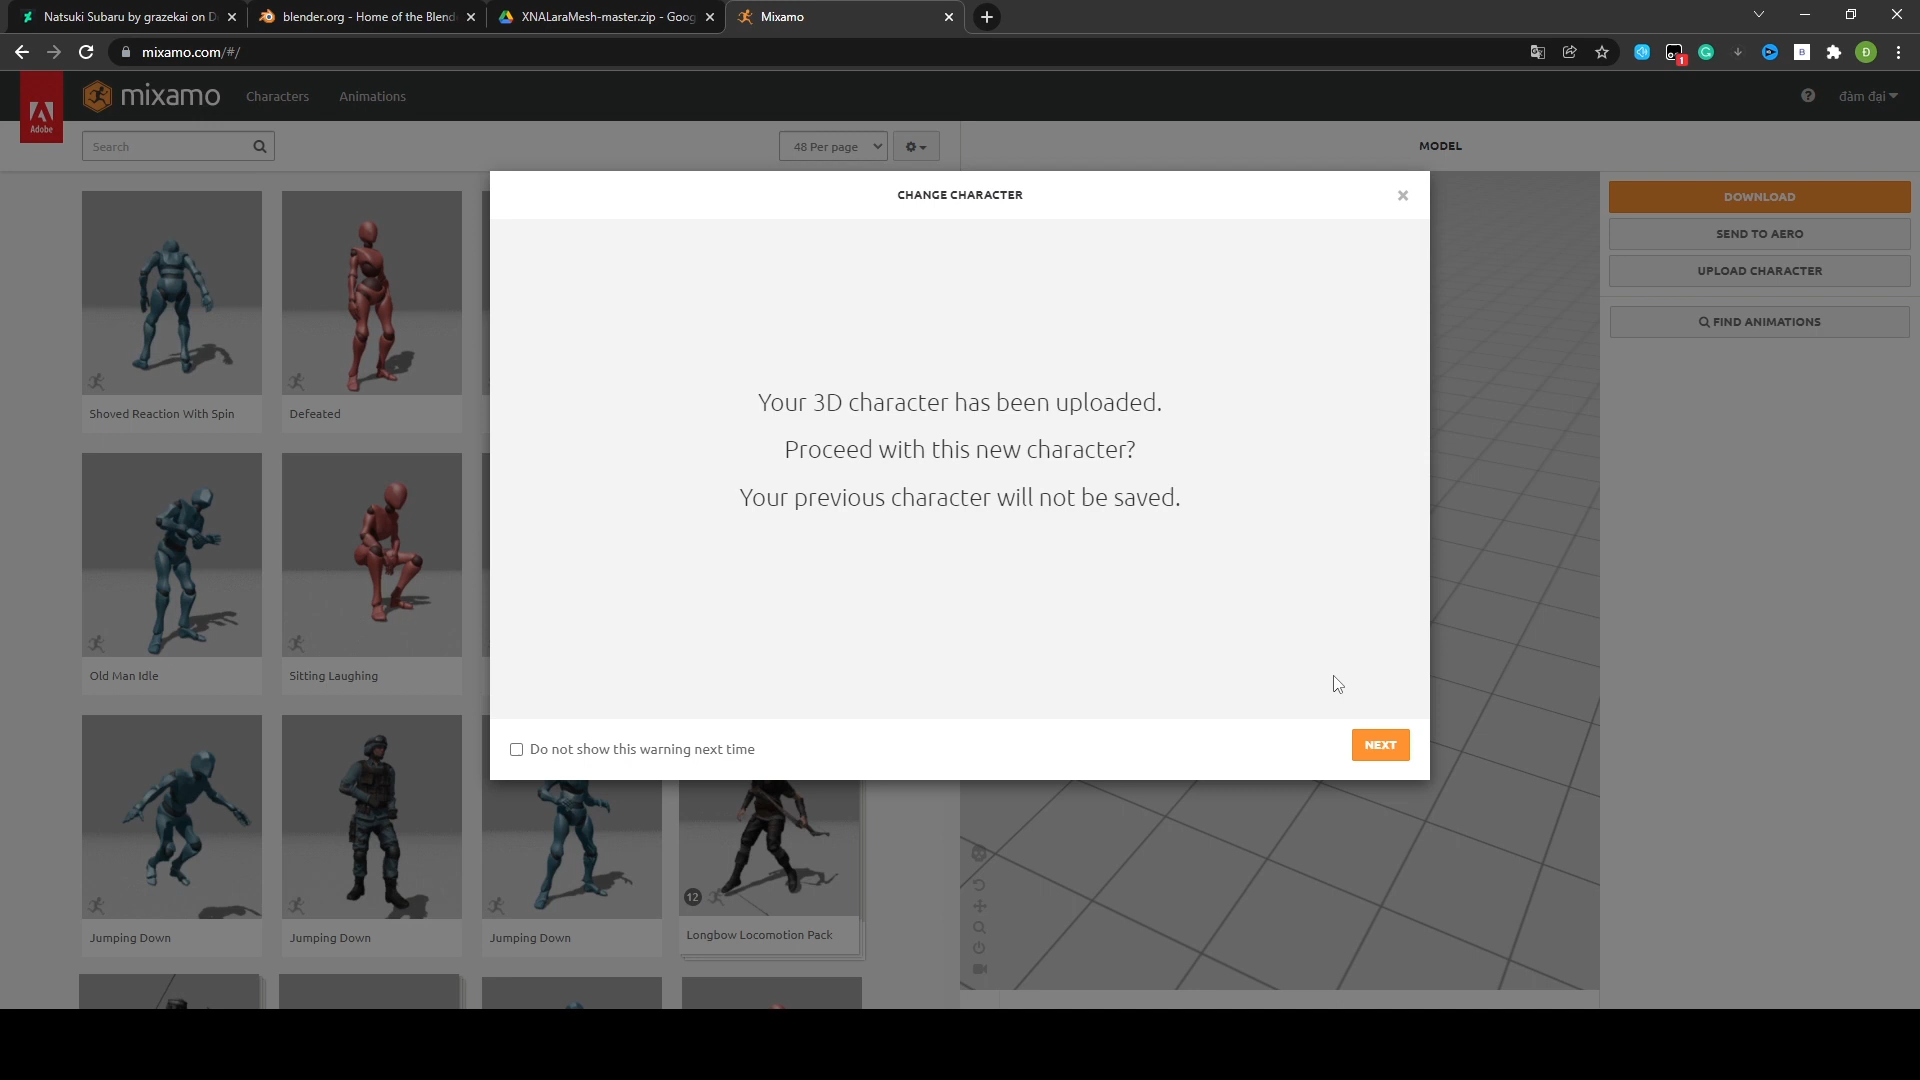 Natsuki Subaru by grazekai on D
blender.org - Home of the Blend
XNALaraMesh-master.zip - Goog
Mixamo
mixamo.com/#/
1
B
Đ
Adobe
mixamo
Characters
Animations
đàm đại
Search
48 Per page
MODEL
CHANGE CHARACTER
DOWNLOAD
SEND TO AERO
UPLOAD CHARACTER
FIND ANIMATIONS
Your 3D character has been uploaded.
Proceed with this new character?
Your previous character will not be saved.
Do not show this warning next time
NEXT
Shoved Reaction With Spin
Defeated
Old Man Idle
Sitting Laughing
12
Jumping Down
Jumping Down
Jumping Down
Longbow Locomotion Pack